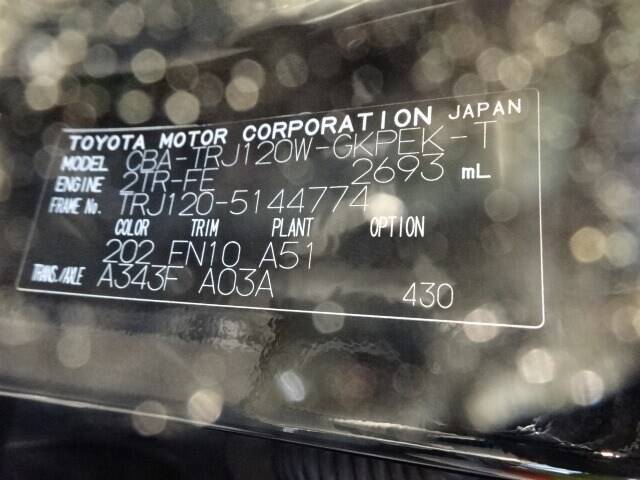 TOYOTA MOTOR CORPORATION JAPAN
MODEL CBA-TRJ120W-GKPEK-T
ENGINE 2TR-FE 2693 mL
FRAME No. TRJ120-5144774
COLOR TRIM PLANT OPTION
202 FN10 A51
TRANS./AXLE A343F A03A 430